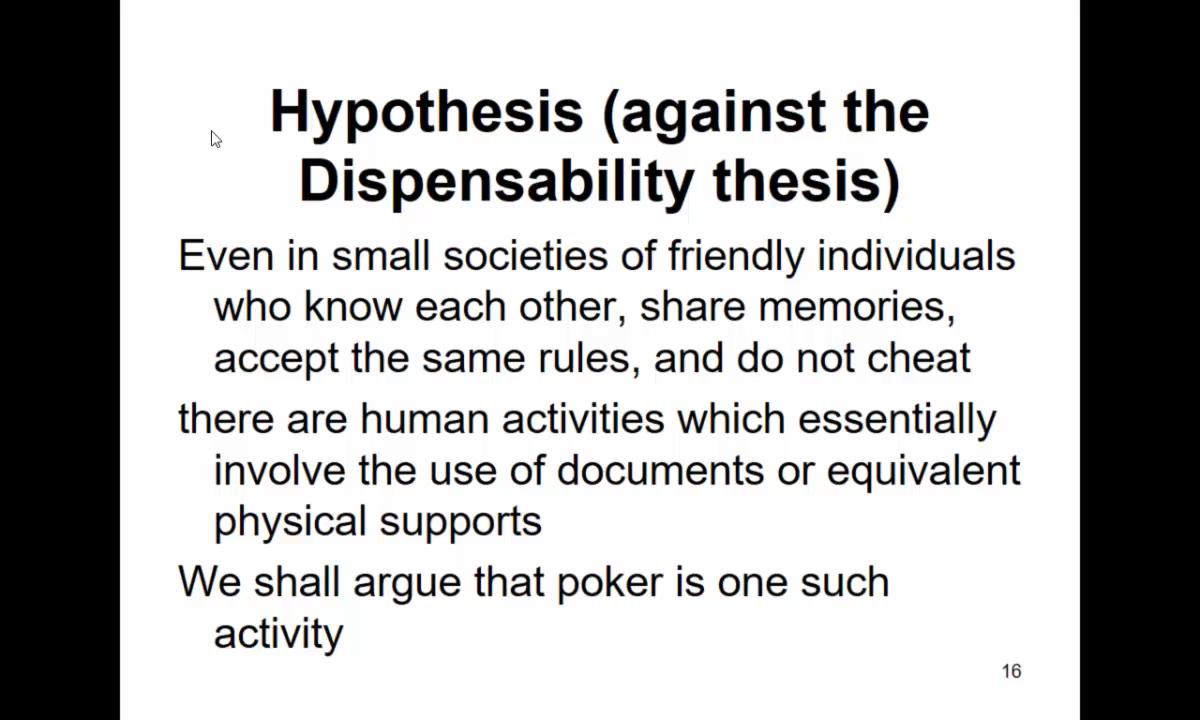 Hypothesis (against the
Dispensability thesis)
Even in small societies of friendly individuals
who know each other, share memories,
accept the same rules, and do not cheat
there are human activities which essentially
involve the use of documents or equivalent
physical supports
We shall argue that poker is one such
activity
16